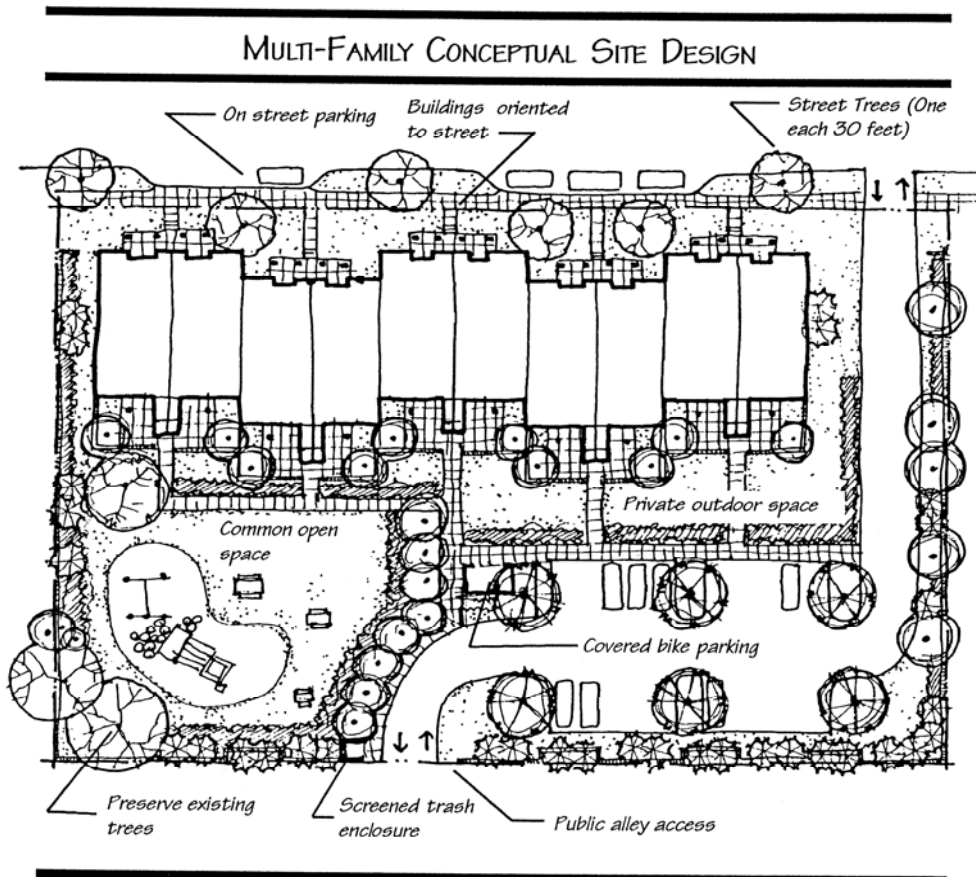 MULTI-FAMILY CONCEPTUAL SITE DESIGN
On street parking
Buildings oriented
to street
Street Trees (One
each 30 feet)
Private outdoor space
Common open
space
Covered bike parking
Preserve existing
trees
Screened trash
enclosure
Public alley access